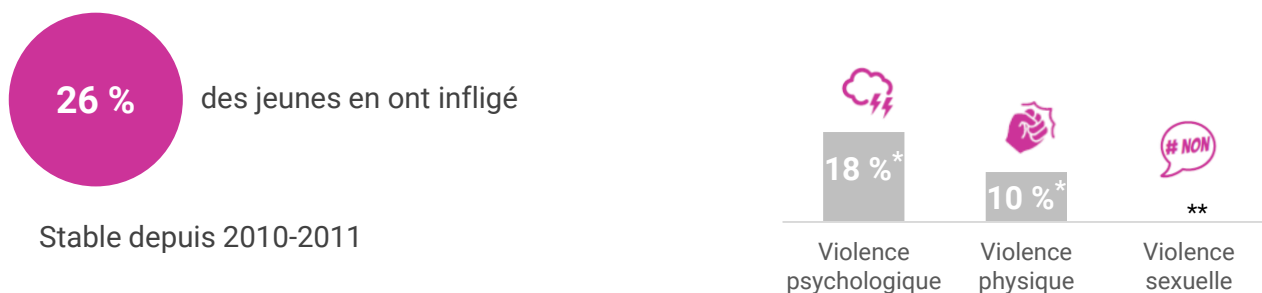 26 %
des jeunes en ont infligé
Stable depuis 2010-2011
# NON
18 %*
10 %*
**
Violence
psychologique
Violence
physique
Violence
sexuelle